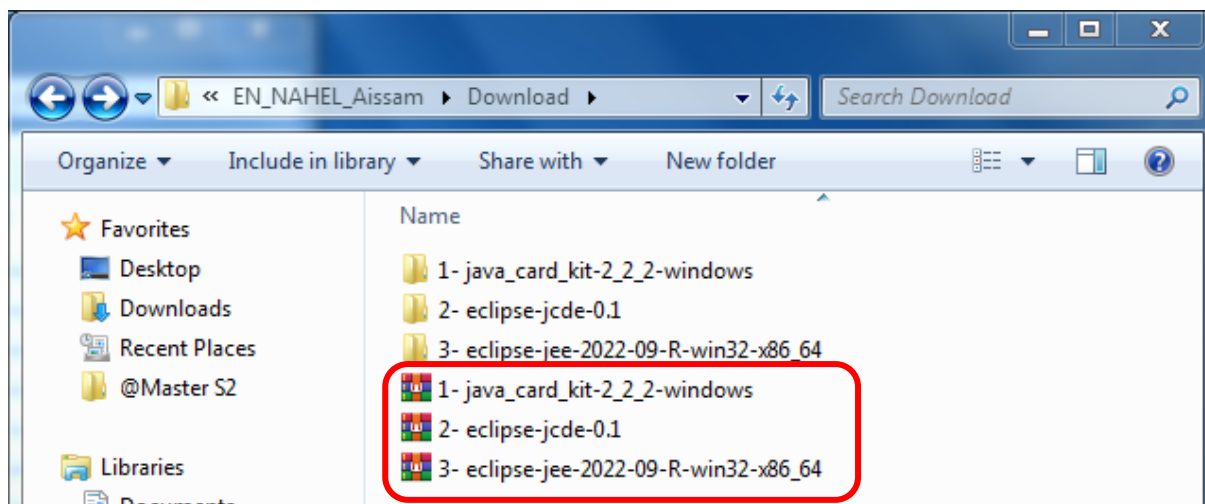 « EN_NAHEL_Aissam Download
Search Download
Organize Include in library Share with New folder
Name
Favorites
Desktop
Downloads
Recent Places
@Master S2
Libraries
Documents
1- java_card_kit-2_2_2-windows
2- eclipse-jcde-0.1
3- eclipse-jee-2022-09-R-win32-x86_64
1- java_card_kit-2_2_2-windows
2- eclipse-jcde-0.1
3- eclipse-jee-2022-09-R-win32-x86_64